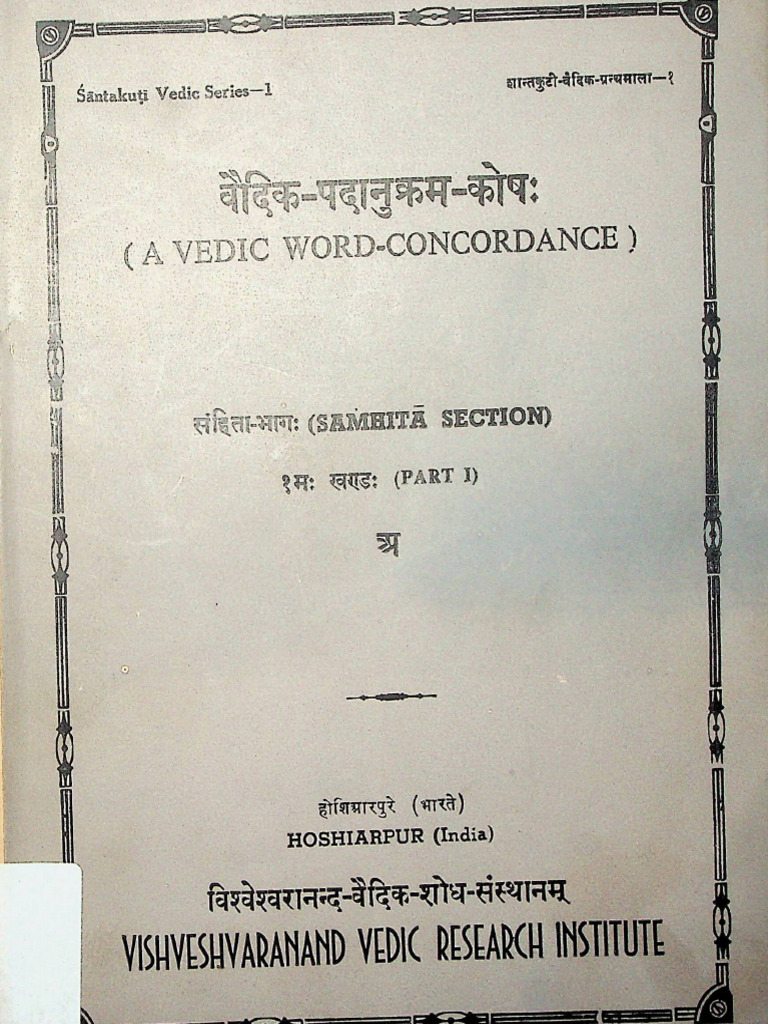 Śāntakuṭi Vedic Series—1
शान्तकुटी-वैदिक-ग्रन्थमाला—१
वैदिक-पदानुक्रम-कोषः
( A VEDIC WORD-CONCORDANCE )
संहिता-भागः (SAṀHITĀ SECTION)
१मः खण्डः (PART I)
अ
होशिआरपुरे (भारते)
HOSHIARPUR (India)
विश्वेश्वरानन्द-वैदिक-शोध-संस्थानम्
VISHVESHVARANAND VEDIC RESEARCH INSTITUTE